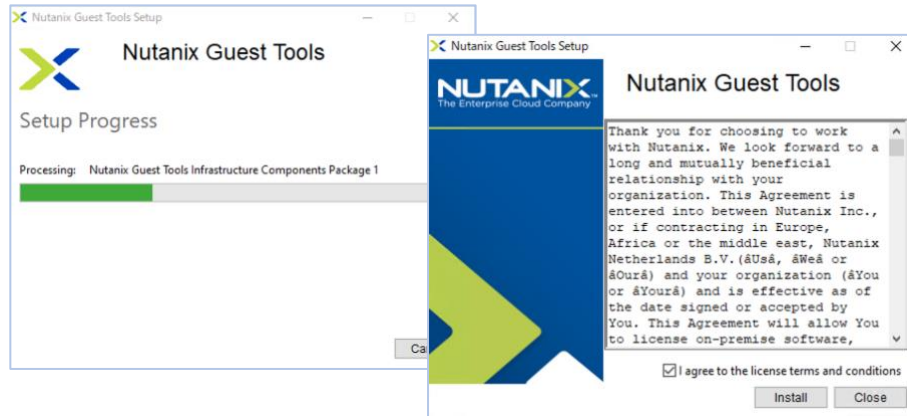 Nutanix Guest Tools Setup
Nutanix Guest Tools
Setup Progress
Processing: Nutanix Guest Tools Infrastructure Components Package 1
Nutanix Guest Tools Setup
NUTANIX™
The Enterprise Cloud Company
Nutanix Guest Tools
Thank you for choosing to work
with Nutanix. We look forward to a
long and mutually beneficial
relationship with your
organization. This Agreement is
entered into between Nutanix Inc.,
or if contracting in Europe,
Africa or the middle east, Nutanix
Netherlands B.V.(âUsâ, âWeâ or
âOurâ) and your organization (âYou
or âYourâ) and is effective as of
the date signed or accepted by
You. This Agreement will allow You
to license on-premise software,
I agree to the license terms and conditions
Install Close